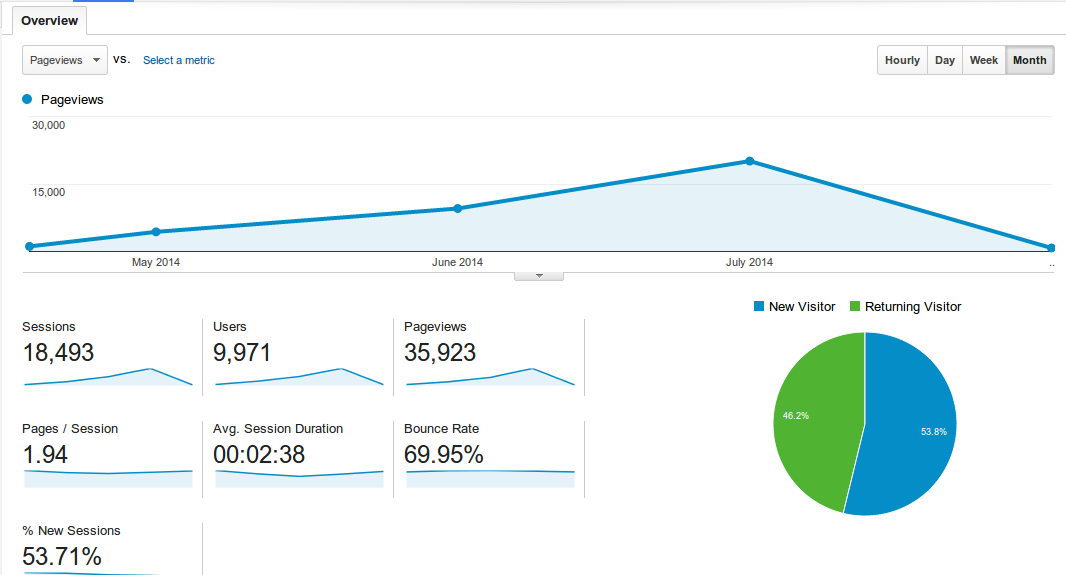 Overview
Pageviews VS. Select a metric Hourly Day Week Month
Pageviews
30,000
15,000
May 2014 June 2014 July 2014 ..
New Visitor Returning Visitor
Sessions Users Pageviews
18,493 9,971 35,923
46.2% 53.8%
Pages / Session Avg. Session Duration Bounce Rate
1.94 00:02:38 69.95%
% New Sessions
53.71%